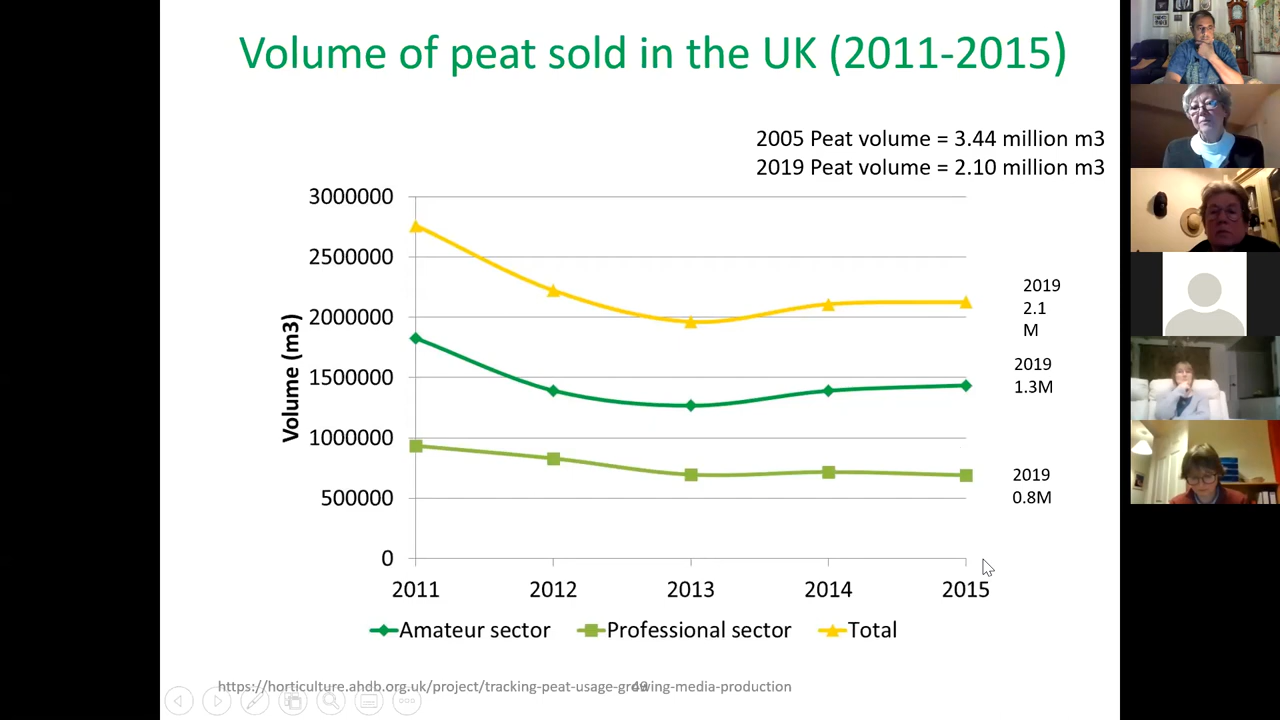 Volume of peat sold in the UK (2011-2015)
2005 Peat volume = 3.44 million m3
2019 Peat volume = 2.10 million m3
Volume (m3)
3000000
2500000
2000000
1500000
1000000
500000
0
2011 2012 2013 2014 2015
2019
2.1
M
2019
1.3M
2019
0.8M
Amateur sector Professional sector Total
https://horticulture.ahdb.org.uk/project/tracking-peat-usage-growing-media-production